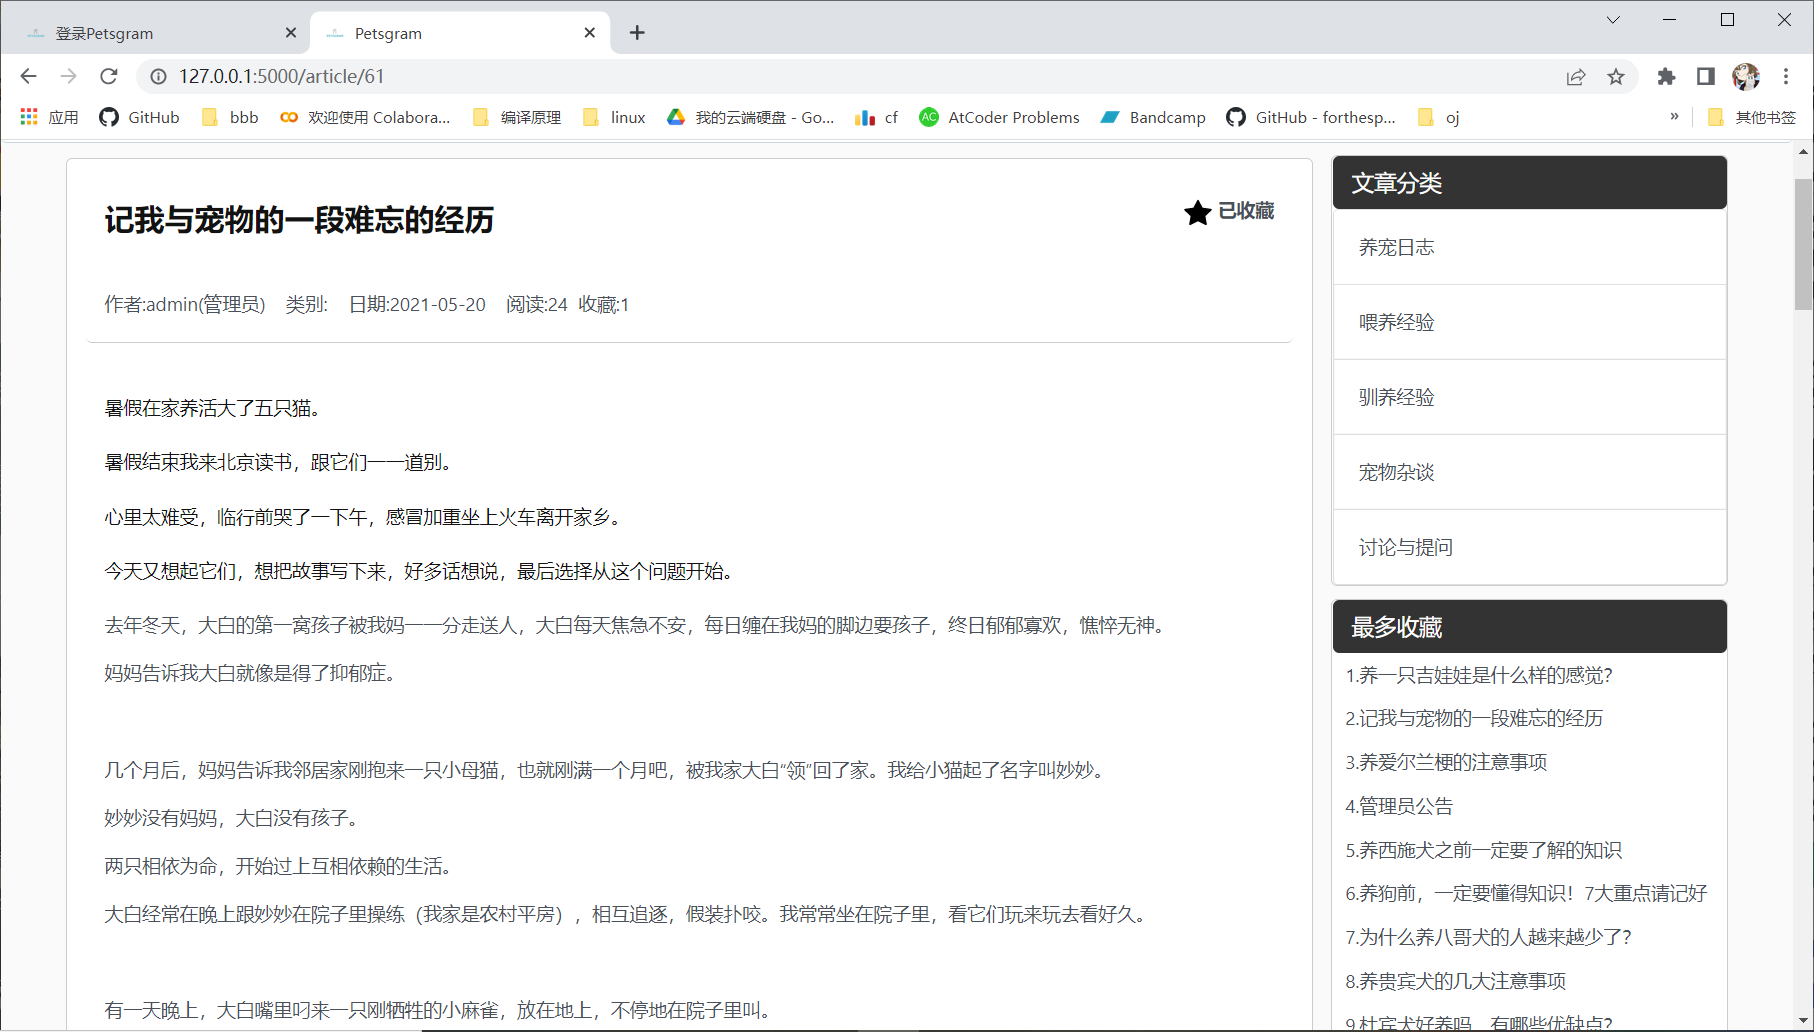 登录Petsgram
Petsgram
127.0.0.1:5000/article/61
应用 GitHub bbb 欢迎使用 Colabora... 编译原理 linux 我的云端硬盘 - Go... cf AC AtCoder Problems Bandcamp GitHub - forthesp... oj » 其他书签
记我与宠物的一段难忘的经历
已收藏
作者:admin(管理员) 类别: 日期:2021-05-20 阅读:24 收藏:1
暑假在家养活大了五只猫。
暑假结束我来北京读书，跟它们一一道别。
心里太难受，临行前哭了一下午，感冒加重坐上火车离开家乡。
今天又想起它们，想把故事写下来，好多话想说，最后选择从这个问题开始。
去年冬天，大白的第一窝孩子被我妈一一分走送人，大白每天焦急不安，每日缠在我妈的脚边要孩子，终日郁郁寡欢，憔悴无神。
妈妈告诉我大白就像是得了抑郁症。
几个月后，妈妈告诉我邻居家刚抱来一只小母猫，也就刚满一个月吧，被我家大白“领”回了家。我给小猫起了名字叫妙妙。
妙妙没有妈妈，大白没有孩子。
两只相依为命，开始过上互相依赖的生活。
大白经常在晚上跟妙妙在院子里操练（我家是农村平房），相互追逐，假装扑咬。我常常坐在院子里，看它们玩来玩去看好久。
有一天晚上，大白嘴里叼来一只刚牺牲的小麻雀，放在地上，不停地在院子里叫。
文章分类
养宠日志
喂养经验
驯养经验
宠物杂谈
讨论与提问
最多收藏
1.养一只吉娃娃是什么样的感觉?
2.记我与宠物的一段难忘的经历
3.养爱尔兰梗的注意事项
4.管理员公告
5.养西施犬之前一定要了解的知识
6.养狗前，一定要懂得知识！7大重点请记好
7.为什么养八哥犬的人越来越少了?
8.养贵宾犬的几大注意事项
9.杜宾犬好养吗，有哪些优缺点?